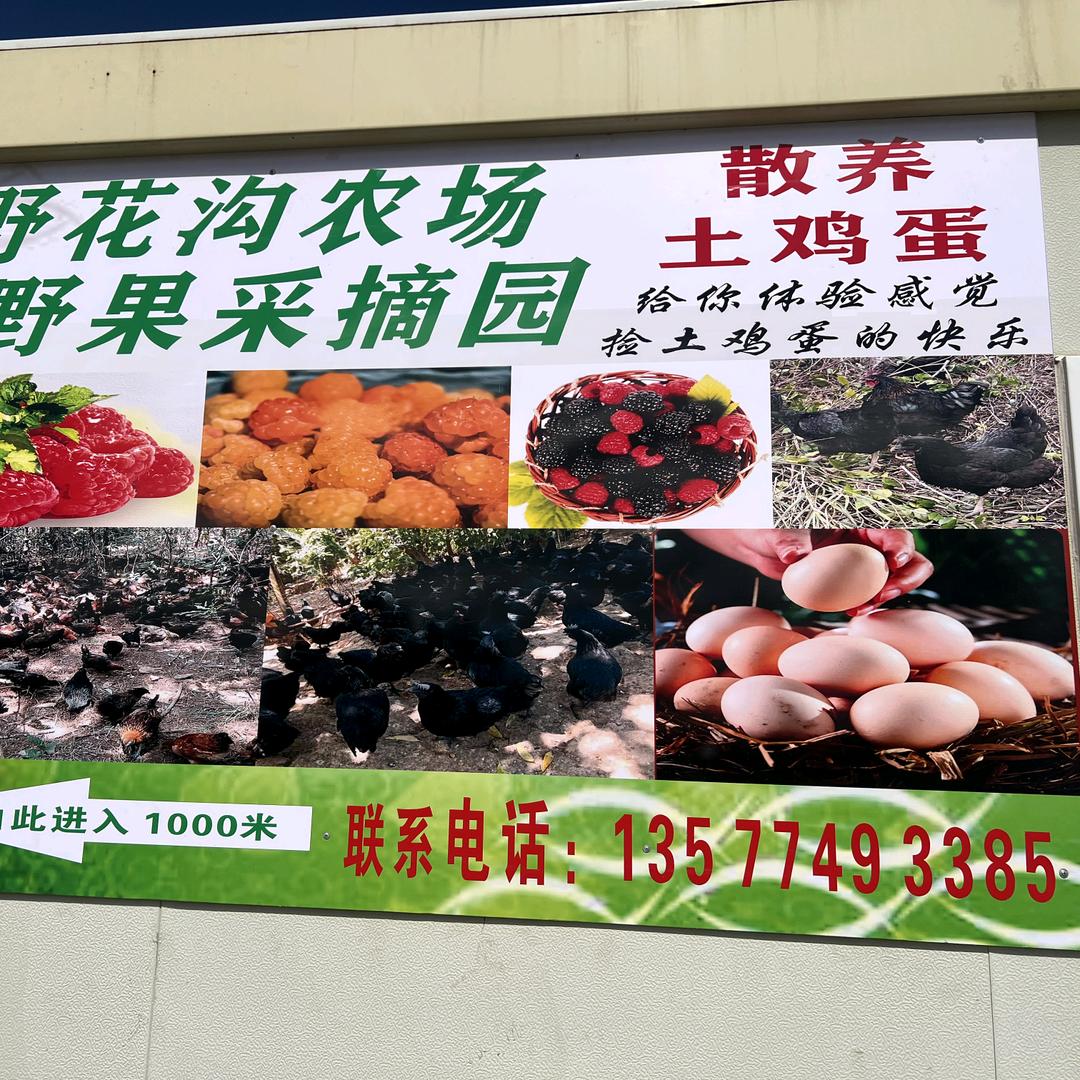 野花沟农场
野果采摘园
散养
土鸡蛋
给你体验感觉
捡土鸡蛋的快乐
由此进入 1000米
联系电话：135 7749 3385